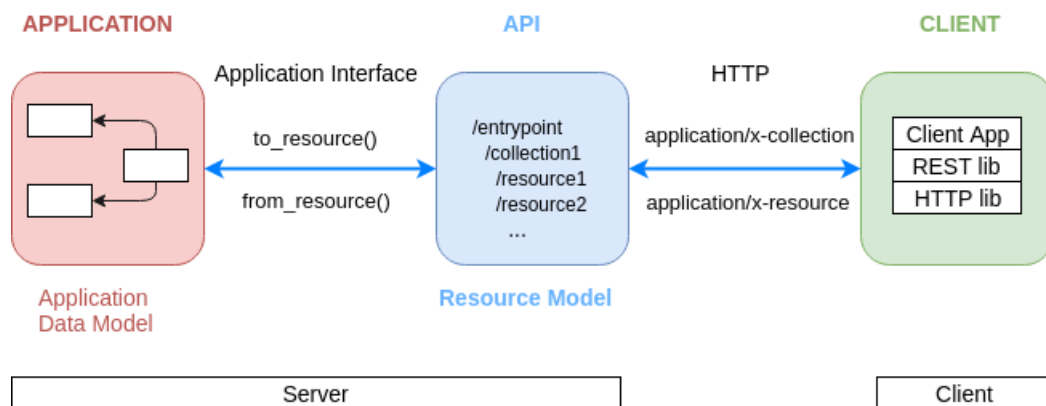 APPLICATION
API
CLIENT
Application Interface
HTTP
to_resource()
from_resource()
/entrypoint
/collection1
/resource1
/resource2
...
application/x-collection
application/x-resource
Client App
REST lib
HTTP lib
Application
Data Model
Resource Model
Server
Client